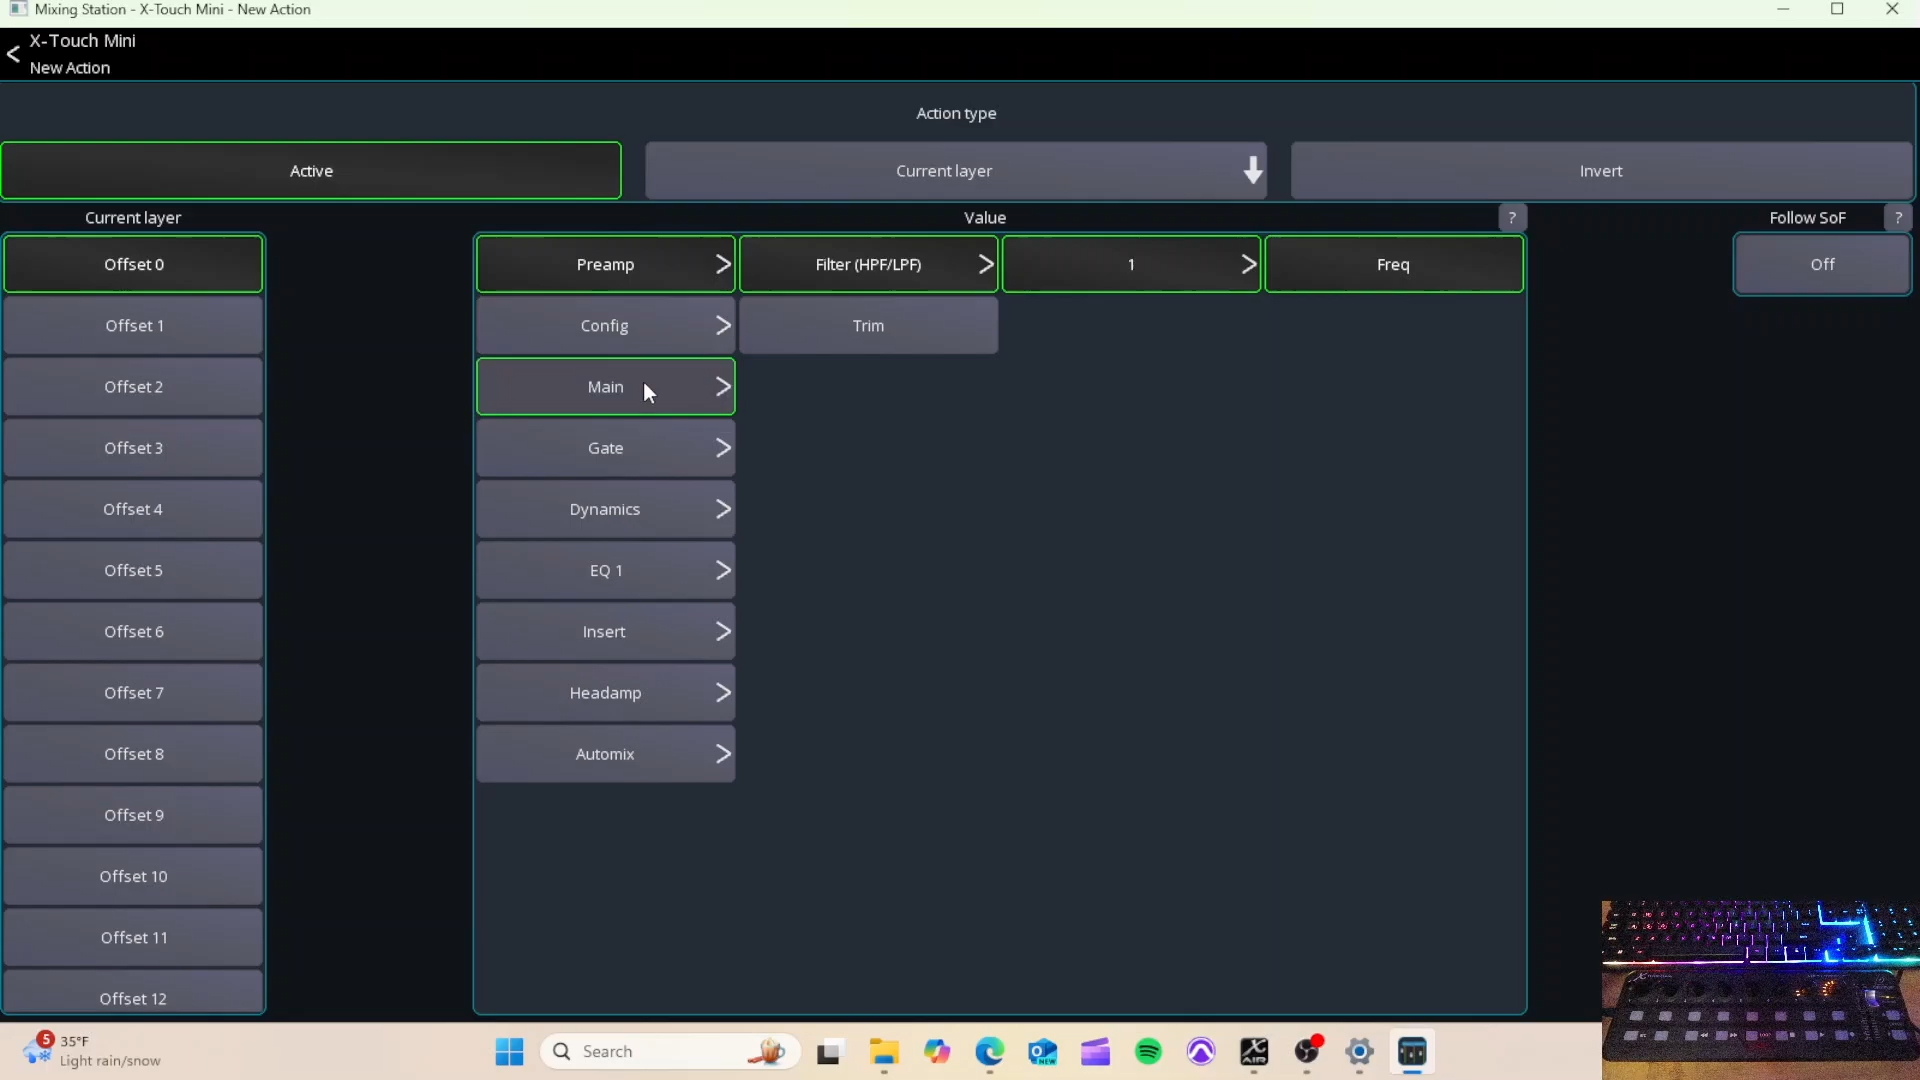 Mixing Station - X-Touch Mini - New Action
X-Touch Mini
New Action
Action type
Active
Current layer
Invert
Current layer
Value
?
Follow SoF
?
Offset 0
Preamp
Filter (HPF/LPF)
1
Freq
Off
Offset 1
Config
Trim
Offset 2
Main
Offset 3
Gate
Offset 4
Dynamics
Offset 5
EQ 1
Offset 6
Insert
Offset 7
Headamp
Offset 8
Automix
Offset 9
Offset 10
Offset 11
Offset 12
5
35°F
Light rain/snow
Search
NEW
X AIR